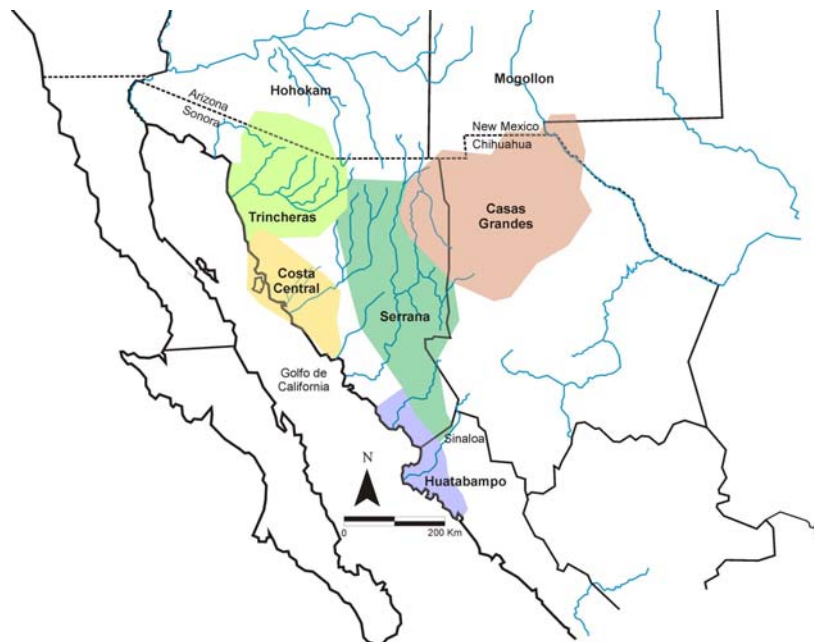 Mogollon
Hohokam
Arizona
Sonora
New Mexico
Chihuahua
Trincheras
Casas
Grandes
Costa
Central
Serrana
Golfo de
California
Sinaloa
Huatabampo
N
0
200 Km